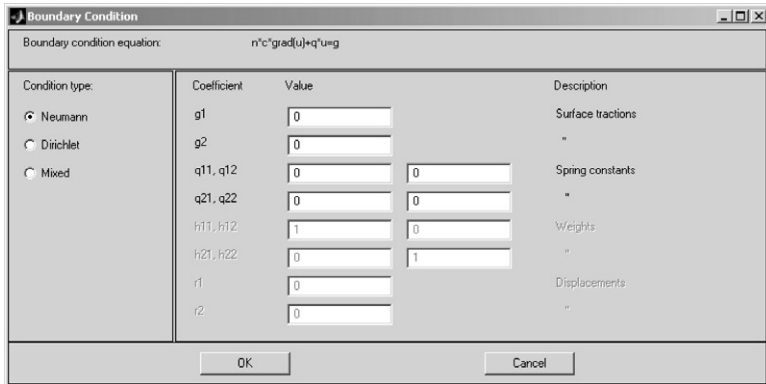 Boundary Condition
Boundary condition equation: n*c*grad(u)+q*u=g
Condition type:
Neumann
Dirichlet
Mixed
Coefficient Value Description
g1 0 Surface tractions
g2 0 "
q11, q12 0 0 Spring constants
q21, q22 0 0 "
h11, h12 1 0 Weights
h21, h22 0 1 "
r1 0 Displacements
r2 0 "
OK Cancel